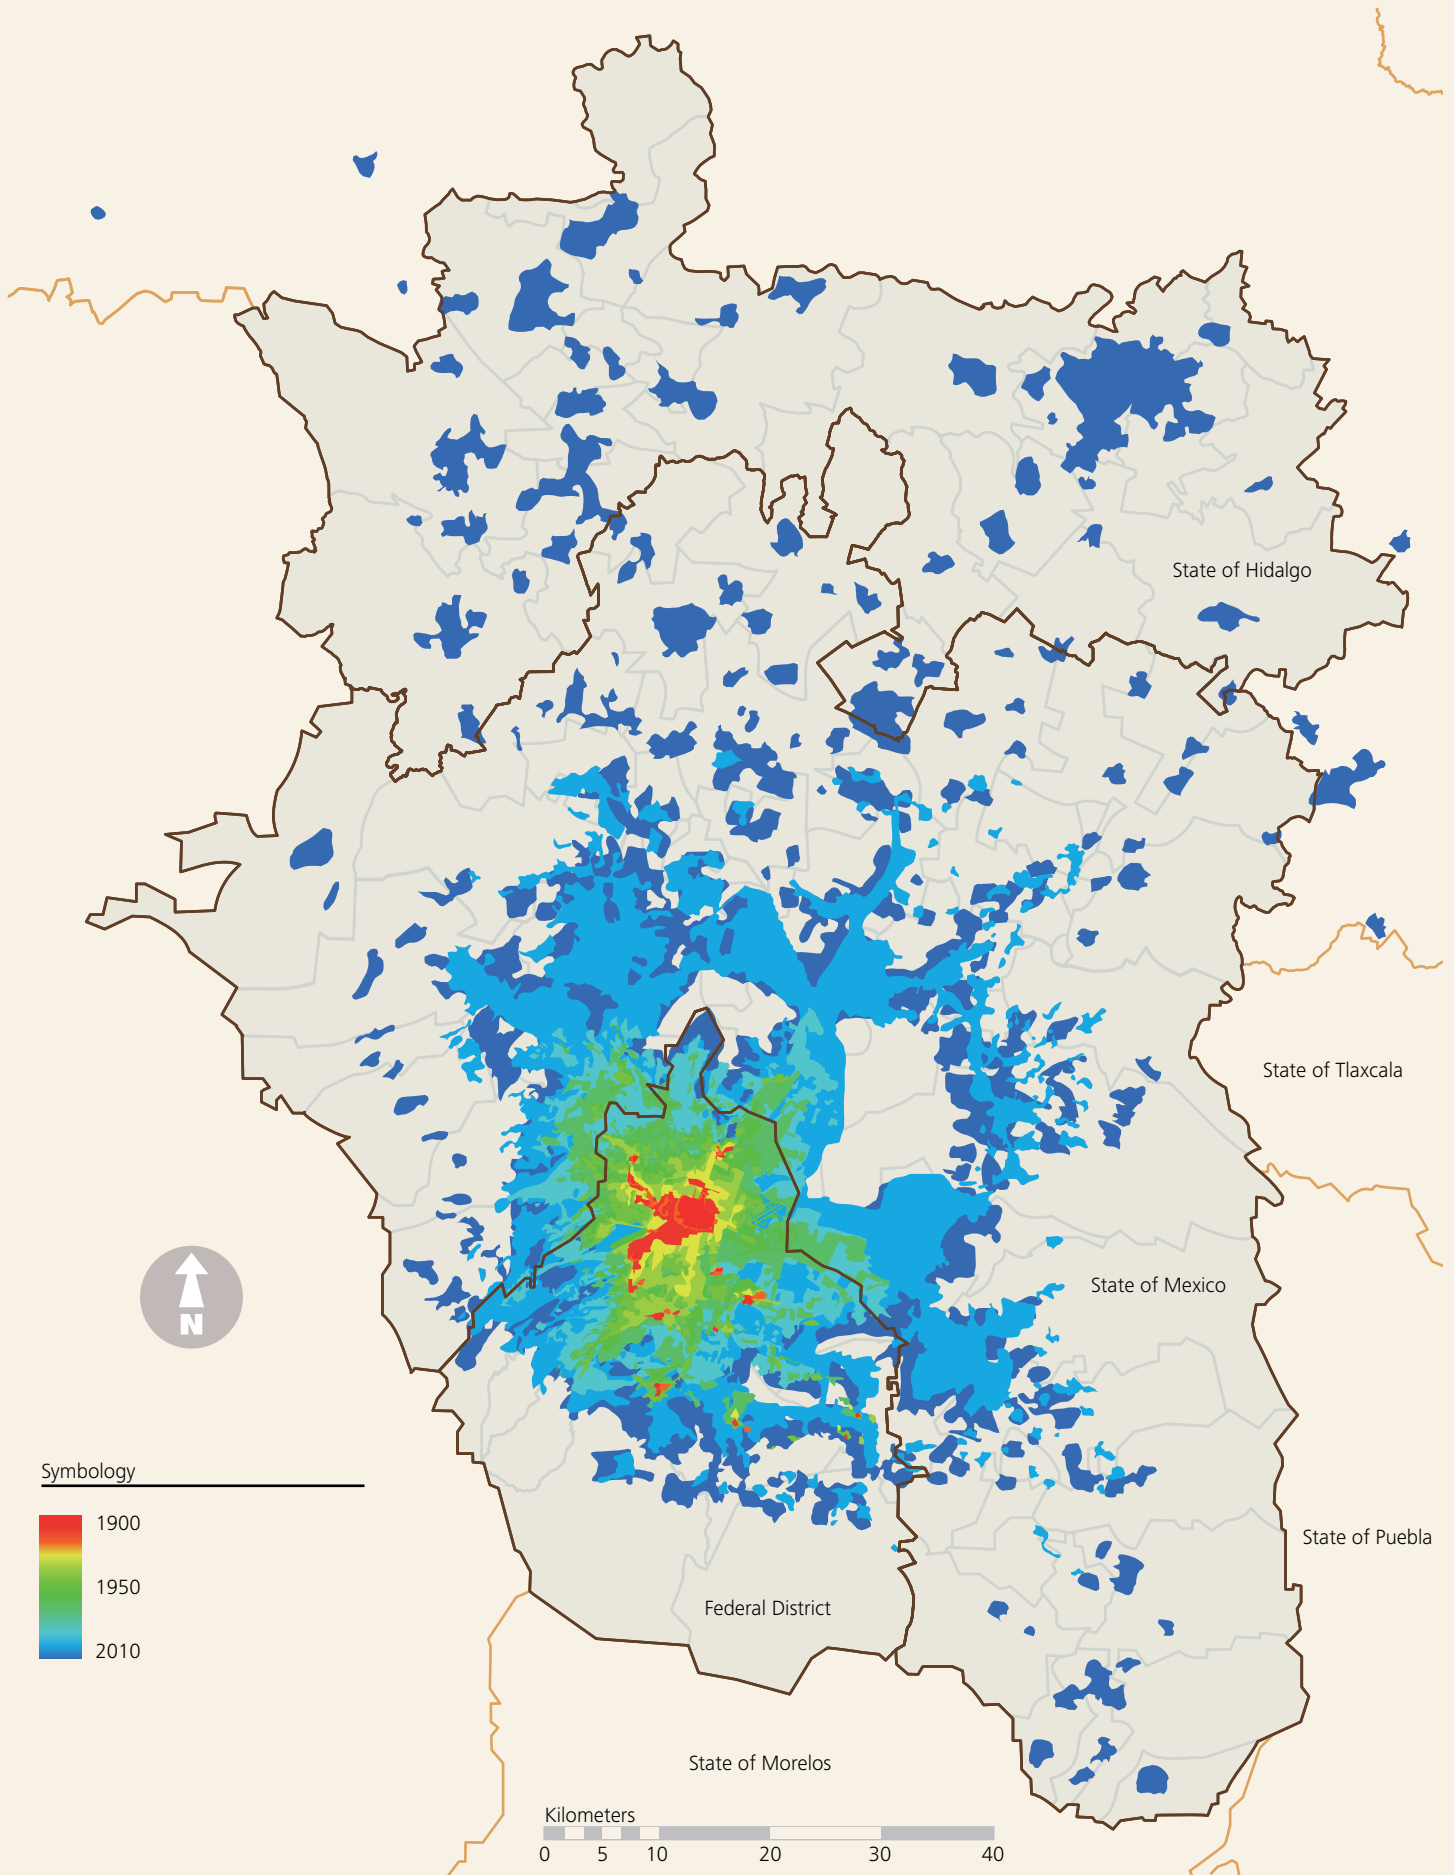 State of Hidalgo
State of Tlaxcala
State of Mexico
N
Symbology
1900
1950
2010
State of Puebla
Federal District
State of Morelos
Kilometers
0 5 10 20 30 40